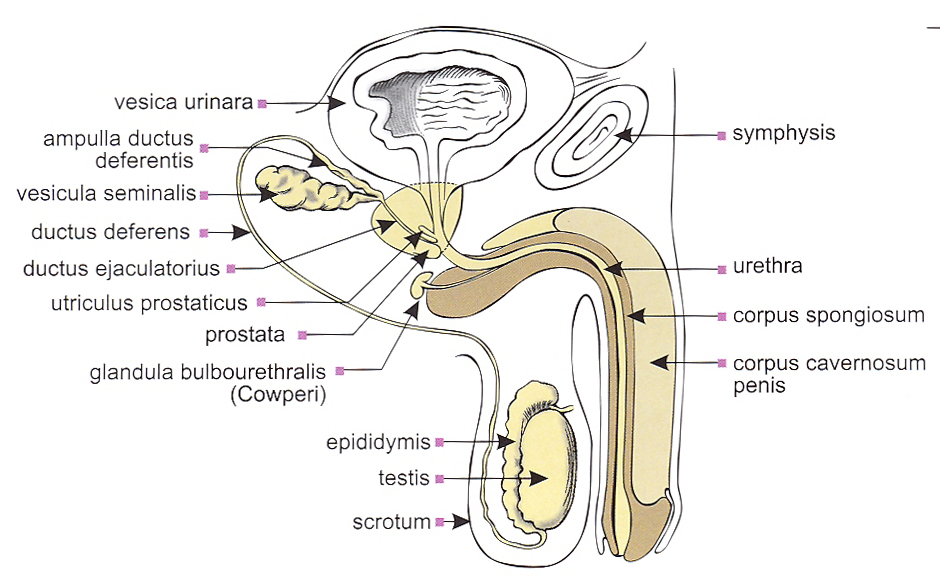 vesica urinara
ampulla ductus
deferentis
vesicula seminalis
ductus deferens
ductus ejaculatorius
utriculus prostaticus
prostata
glandula bulbourethralis
(Cowperi)
epididymis
testis
scrotum
symphysis
urethra
corpus spongiosum
corpus cavernosum
penis